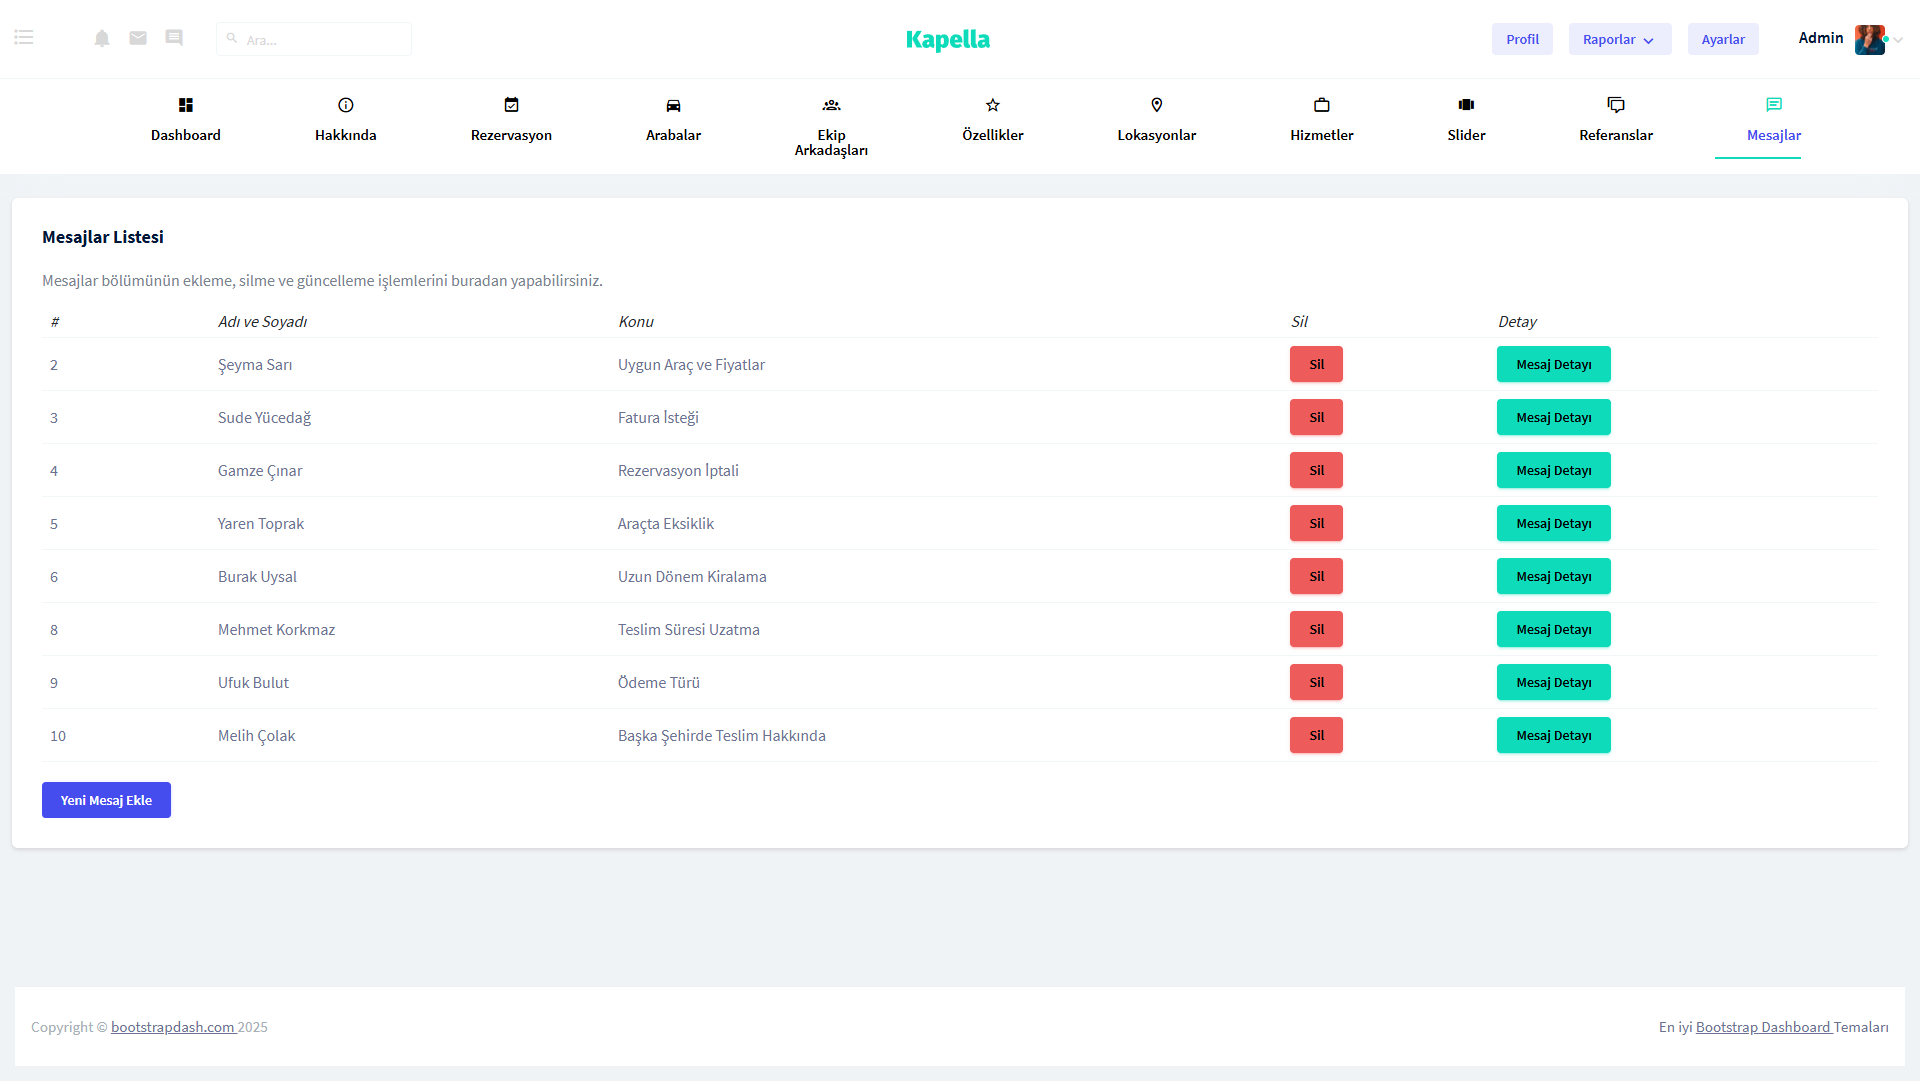 Ara...
Kapella
Profil
Raporlar
Ayarlar
Admin
Dashboard
Hakkında
Rezervasyon
Arabalar
Ekip
Arkadaşları
Özellikler
Lokasyonlar
Hizmetler
Slider
Referanslar
Mesajlar
Mesajlar Listesi
Mesajlar bölümünün ekleme, silme ve güncelleme işlemlerini buradan yapabilirsiniz.
# Adı ve Soyadı Konu Sil Detay
2 Şeyma Sarı Uygun Araç ve Fiyatlar Sil Mesaj Detayı
3 Sude Yücedağ Fatura İsteği Sil Mesaj Detayı
4 Gamze Çınar Rezervasyon İptali Sil Mesaj Detayı
5 Yaren Toprak Araçta Eksiklik Sil Mesaj Detayı
6 Burak Uysal Uzun Dönem Kiralama Sil Mesaj Detayı
8 Mehmet Korkmaz Teslim Süresi Uzatma Sil Mesaj Detayı
9 Ufuk Bulut Ödeme Türü Sil Mesaj Detayı
10 Melih Çolak Başka Şehirde Teslim Hakkında Sil Mesaj Detayı
Yeni Mesaj Ekle
Copyright © bootstrapdash.com 2025
En iyi Bootstrap Dashboard Temaları